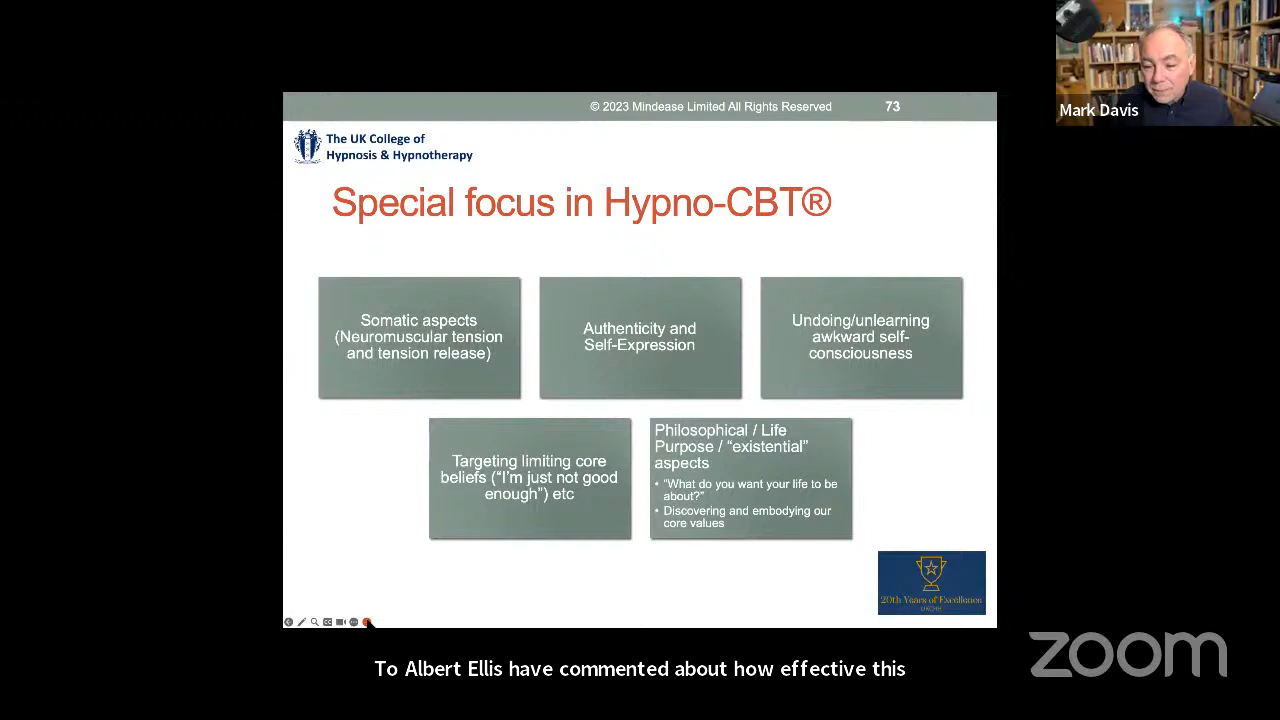 © 2023 Mindease Limited All Rights Reserved
73
Mark Davis
The UK College of
Hypnosis & Hypnotherapy
Special focus in Hypno-CBT®
Somatic aspects
(Neuromuscular tension
and tension release)
Authenticity and
Self-Expression
Undoing/unlearning
awkward self-
consciousness
Targeting limiting core
beliefs (“I’m just not good
enough”) etc
Philosophical / Life
Purpose / “existential”
aspects
• “What do you want your life to be
about?”
• Discovering and embodying our
core values
20th Years of Excellence
UKCHH
To Albert Ellis have commented about how effective this
zoom